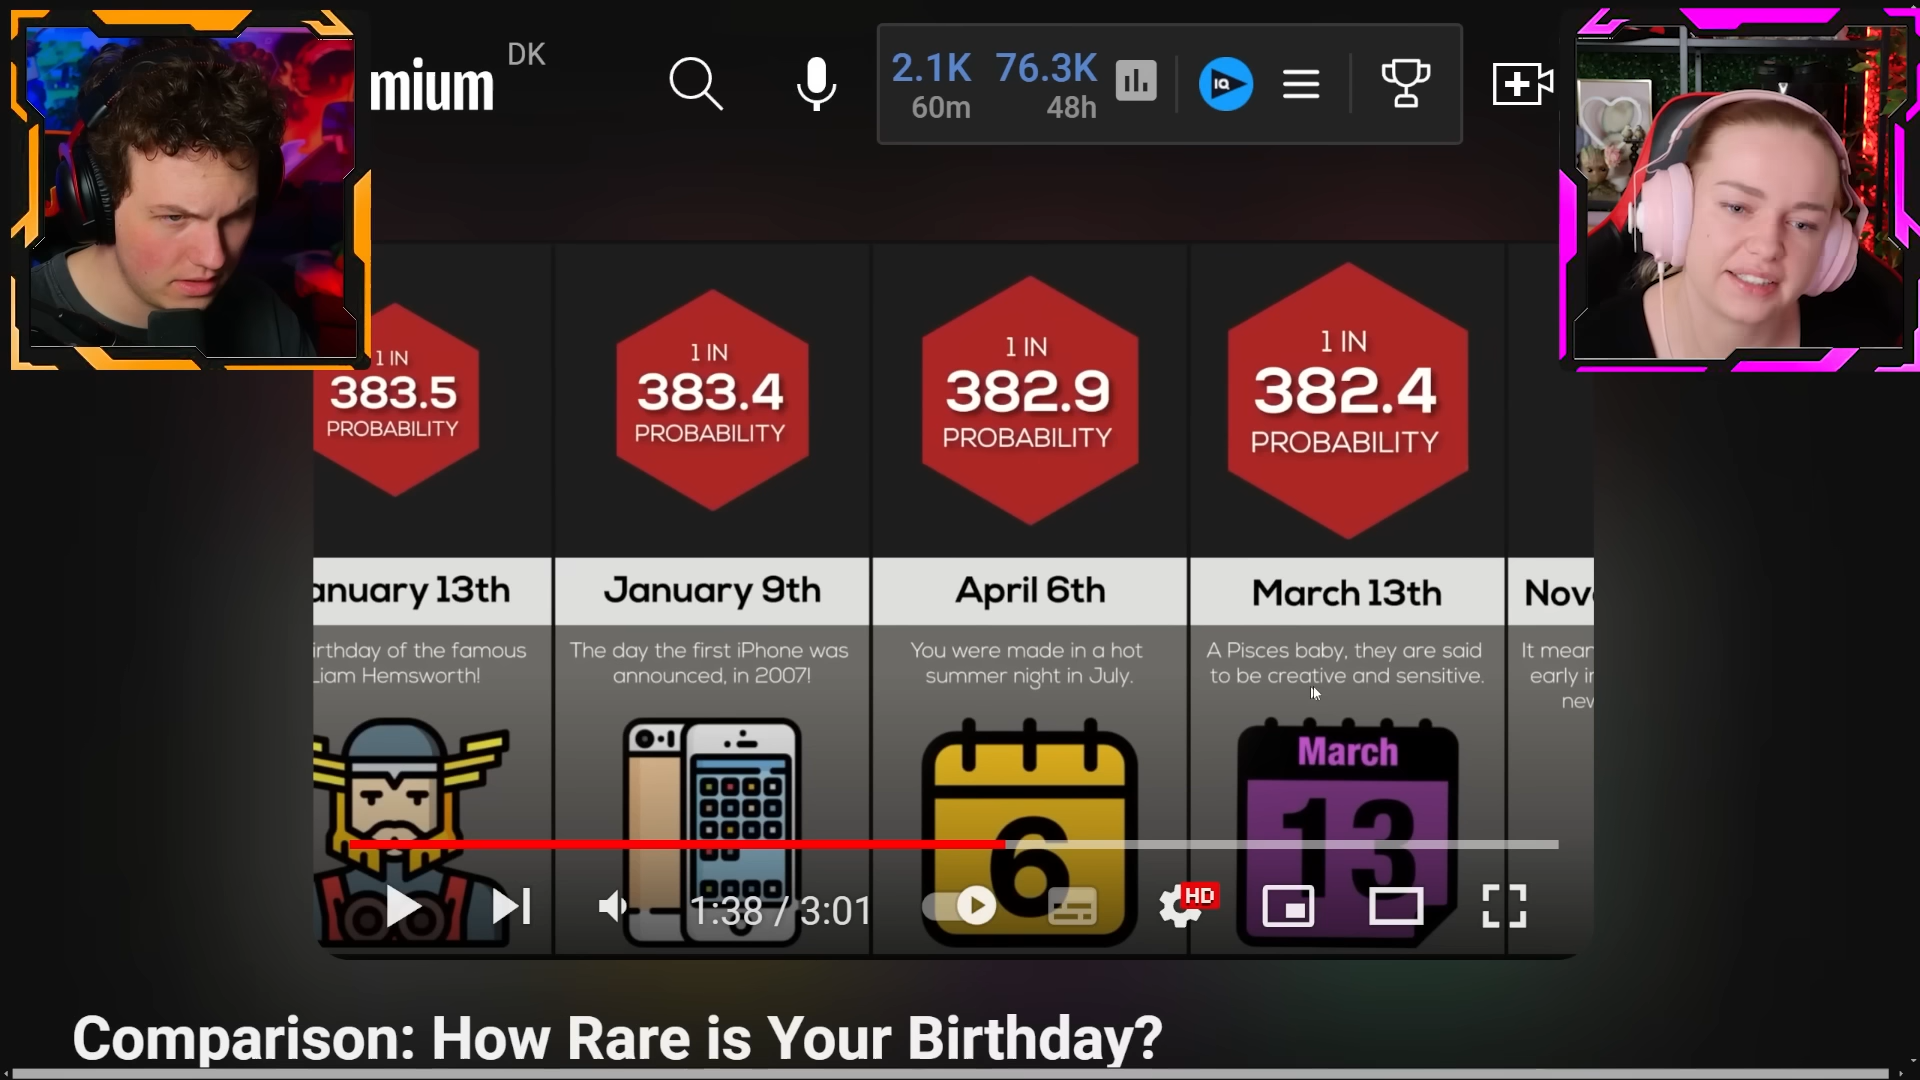 mium DK
2.1K 76.3K
60m 48h
IQ
1 IN
383.5
PROBABILITY
anuary 13th
irthday of the famous
Liam Hemsworth!
1 IN
383.4
PROBABILITY
January 9th
The day the first iPhone was
announced, in 2007!
1 IN
382.9
PROBABILITY
April 6th
You were made in a hot
summer night in July.
6
1 IN
382.4
PROBABILITY
March 13th
A Pisces baby, they are said
to be creative and sensitive.
March
13
Nov
It mean
early in
new
1:38 / 3:01
HD
Comparison: How Rare is Your Birthday?